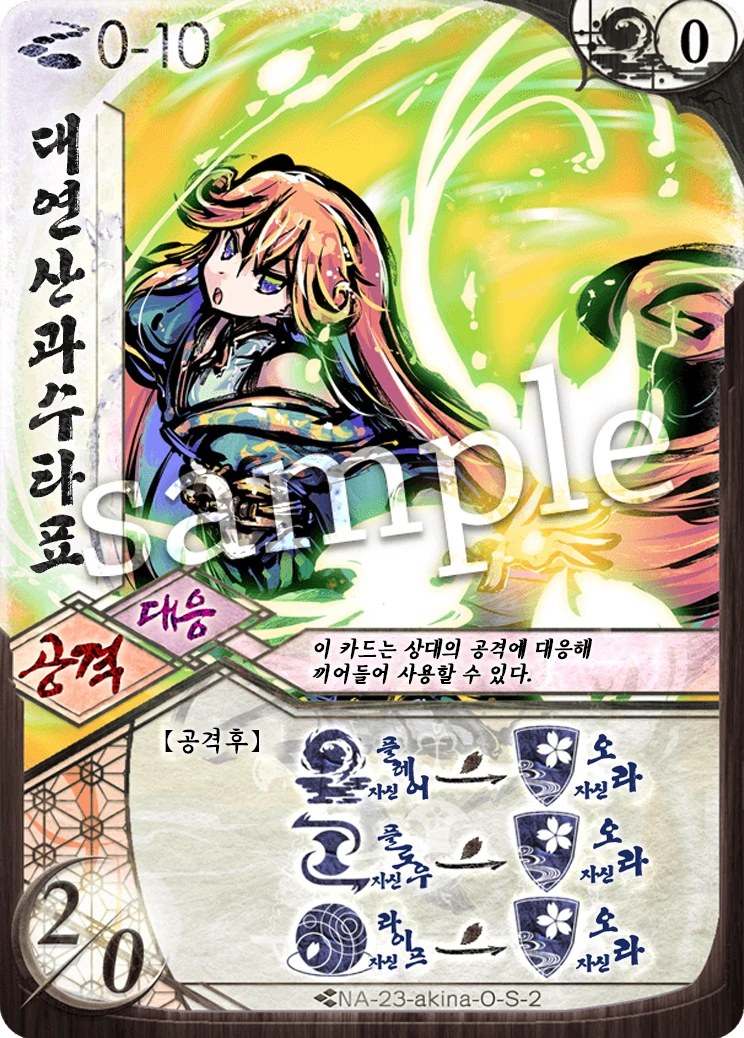 0-10
0
대연산과수타표
sample
대응
공격
이 카드는 상대의 공격에 대응해
끼어들어 사용할 수 있다.
【공격후】
자신 플레어
자신 오라
자신 플도우
자신 오라
자신 라이프
자신 오라
2/0
NA-23-akina-O-S-2